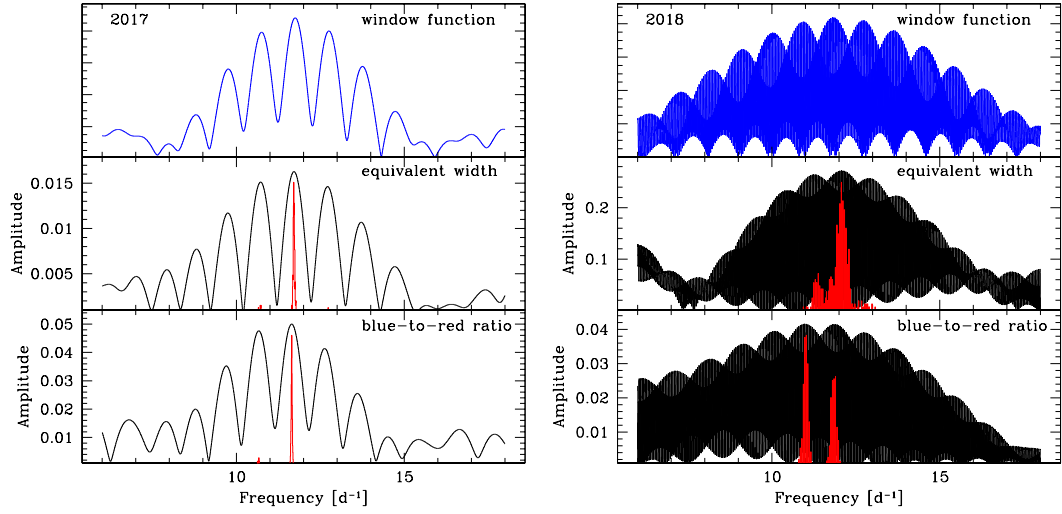 2017 window function
equivalent width
0.015
0.01
0.005
Amplitude
blue-to-red ratio
0.05
0.04
0.03
0.02
0.01
Amplitude
10 15
Frequency [d⁻¹]
2018 window function
equivalent width
0.2
0.1
Amplitude
blue-to-red ratio
0.04
0.03
0.02
0.01
Amplitude
10 15
Frequency [d⁻¹]